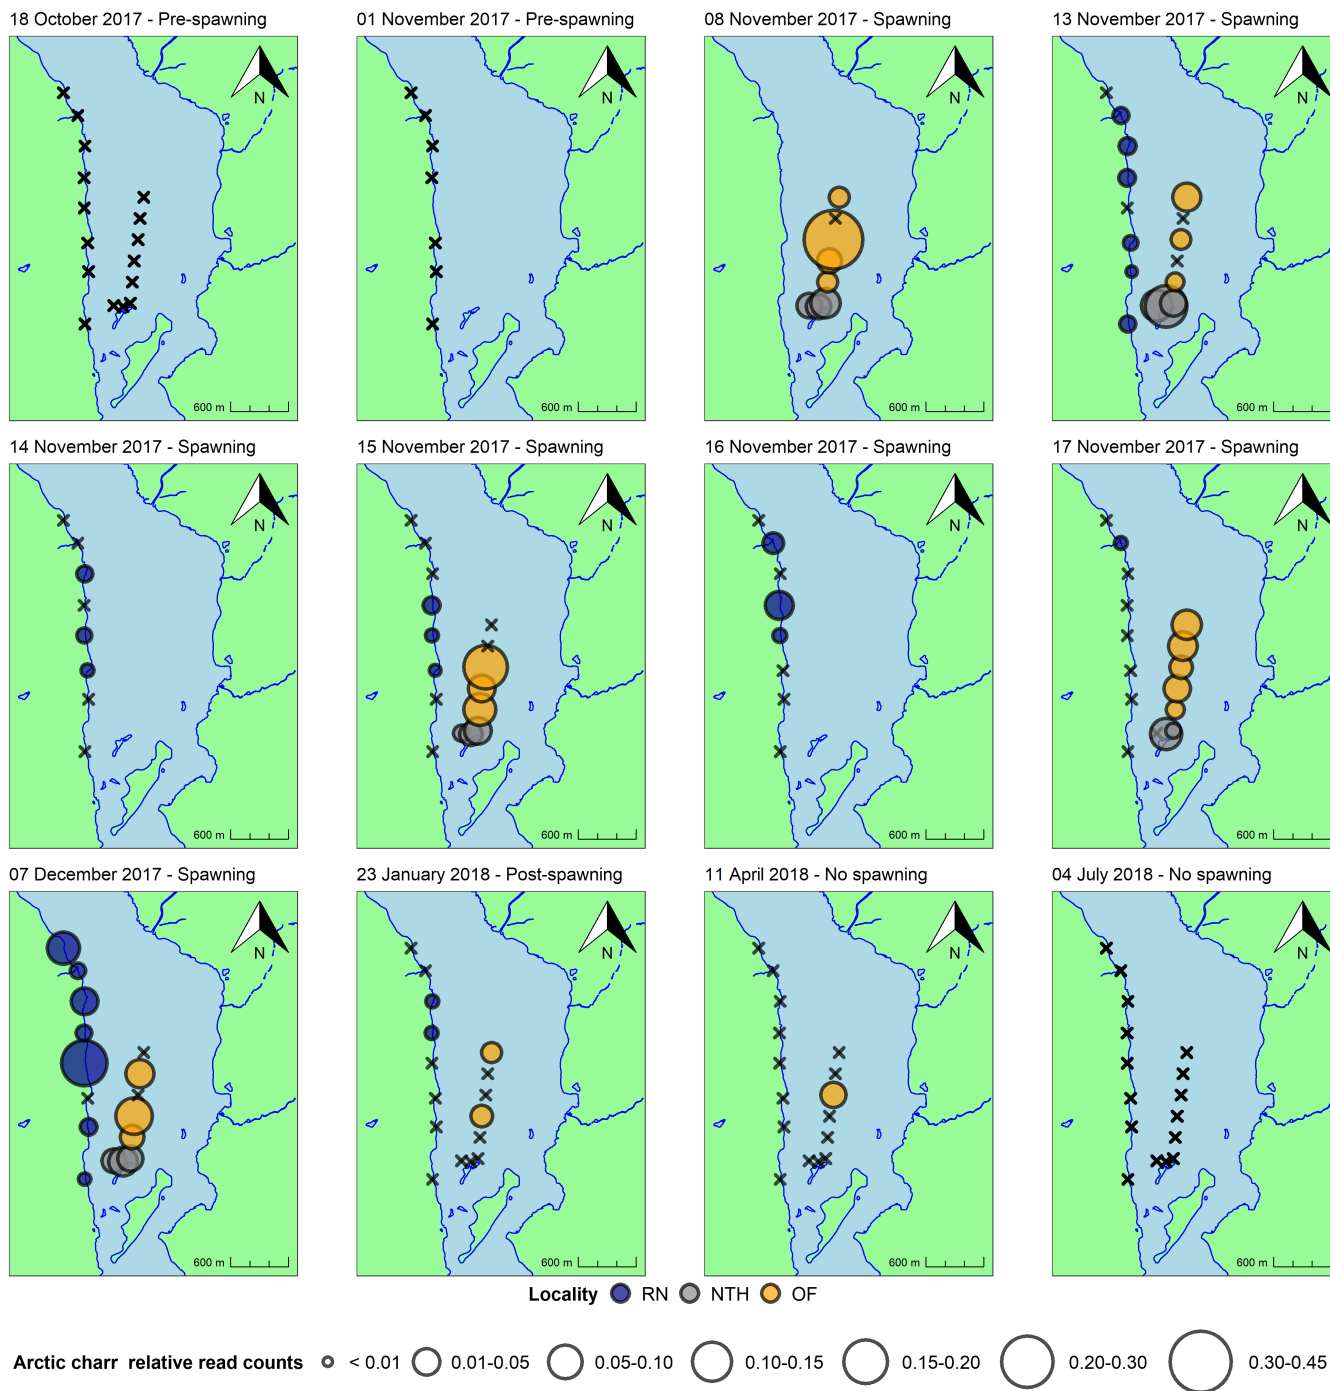 18 October 2017 - Pre-spawning
01 November 2017 - Pre-spawning
08 November 2017 - Spawning
13 November 2017 - Spawning
N
N
N
N
600 m
600 m
600 m
600 m
14 November 2017 - Spawning
15 November 2017 - Spawning
16 November 2017 - Spawning
17 November 2017 - Spawning
N
N
N
N
600 m
600 m
600 m
600 m
07 December 2017 - Spawning
23 January 2018 - Post-spawning
11 April 2018 - No spawning
04 July 2018 - No spawning
N
N
N
N
600 m
600 m
600 m
600 m
Locality RN NTH OF
Arctic charr relative read counts < 0.01 0.01-0.05 0.05-0.10 0.10-0.15 0.15-0.20 0.20-0.30 0.30-0.45